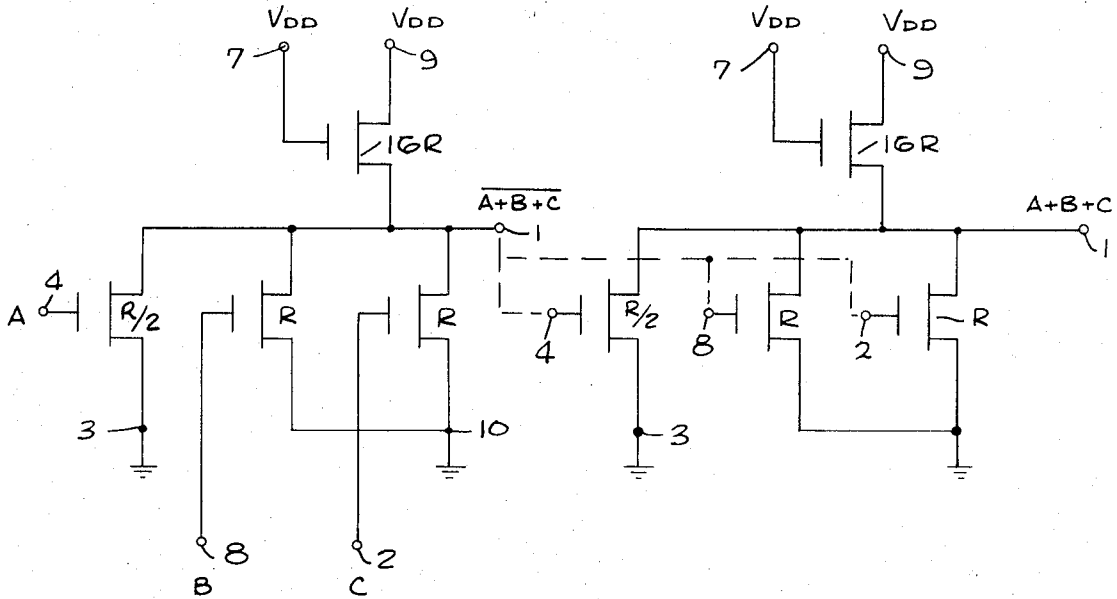 VDD VDD VDD VDD
7 9 7 9
16R 16R
A+B+C A+B+C
1 1
4
A R/2 R R R/2 R R
4 8 2
3 10 3
8 2
B C